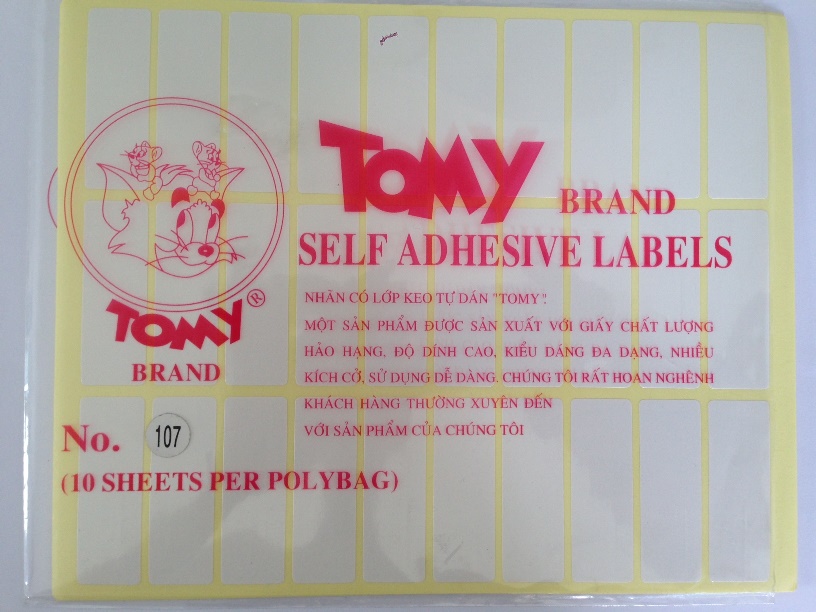 TOMY BRAND
SELF ADHESIVE LABELS
NHÃN CÓ LỚP KEO TỰ DÁN "TOMY".
MỘT SẢN PHẨM ĐƯỢC SẢN XUẤT VỚI GIẤY CHẤT LƯỢNG
HẢO HẠNG, ĐỘ DÍNH CAO, KIỂU DÁNG ĐA DẠNG, NHIỀU
KÍCH CỞ, SỬ DỤNG DỄ DÀNG. CHÚNG TÔI RẤT HOAN NGHÊNH
KHÁCH HÀNG THƯỜNG XUYÊN ĐẾN
VỚI SẢN PHẨM CỦA CHÚNG TÔI
TOMY®
BRAND
No. 107
(10 SHEETS PER POLYBAG)